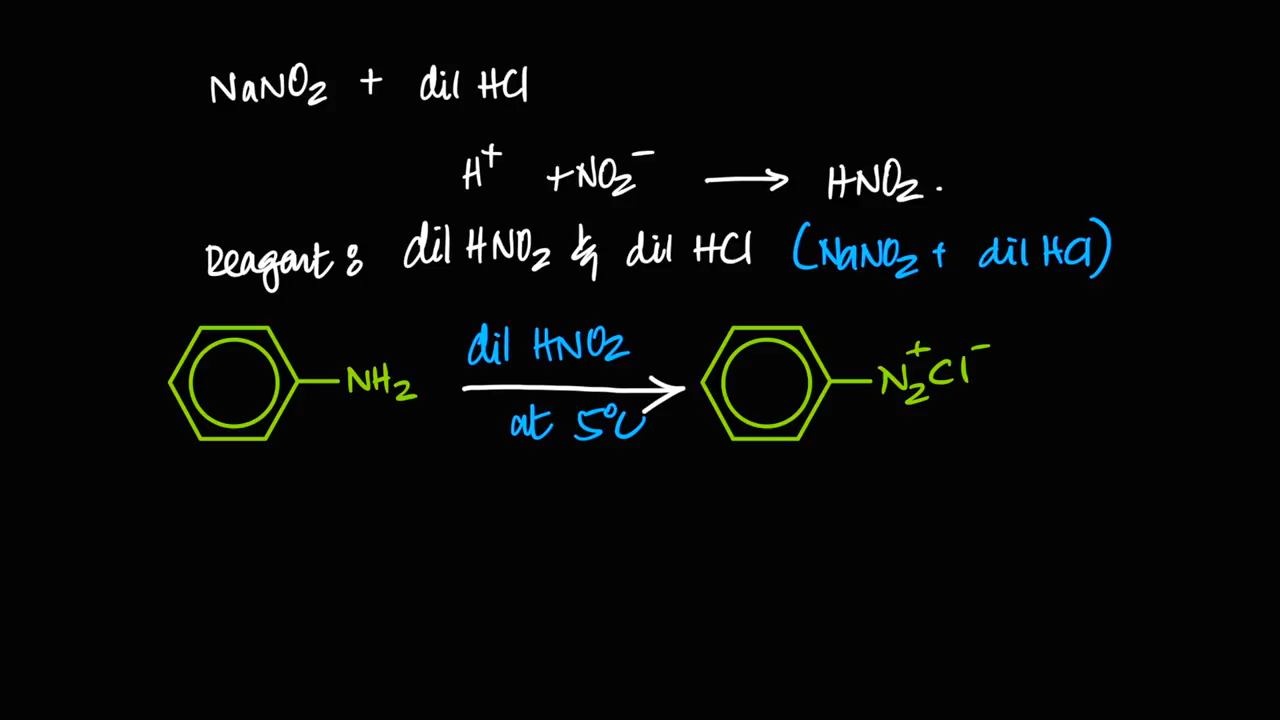 NaNO2 + dil HCl
H+ + NO2- → HNO2.
Reagent : dil HNO2 & dil HCl (NaNO2 + dil HCl)
NH2 dil HNO2 N2+Cl-
at 5°C